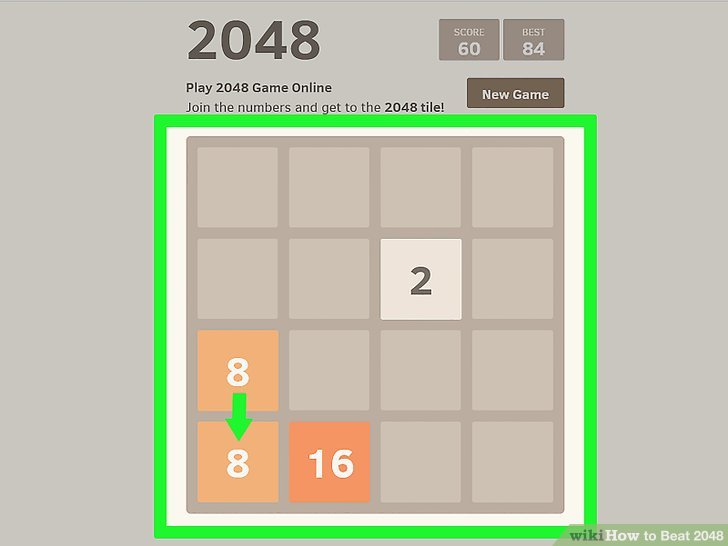 2048
SCORE
60
BEST
84
Play 2048 Game Online
Join the numbers and get to the 2048 tile!
New Game
2
8
8
16
wikiHow to Beat 2048